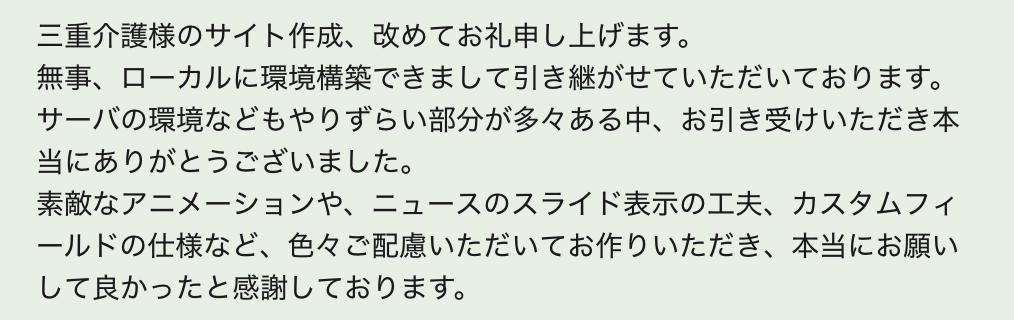 三重介護様のサイト作成、改めてお礼申し上げます。
無事、ローカルに環境構築できまして引き継がせていただいております。
サーバの環境などもやりずらい部分が多々ある中、お引き受けいただき本
当にありがとうございました。
素敵なアニメーションや、ニュースのスライド表示の工夫、カスタムフィ
ールドの仕様など、色々ご配慮いただいてお作りいただき、本当にお願い
して良かったと感謝しております。